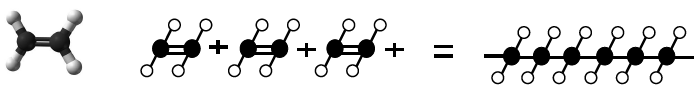 + + + =